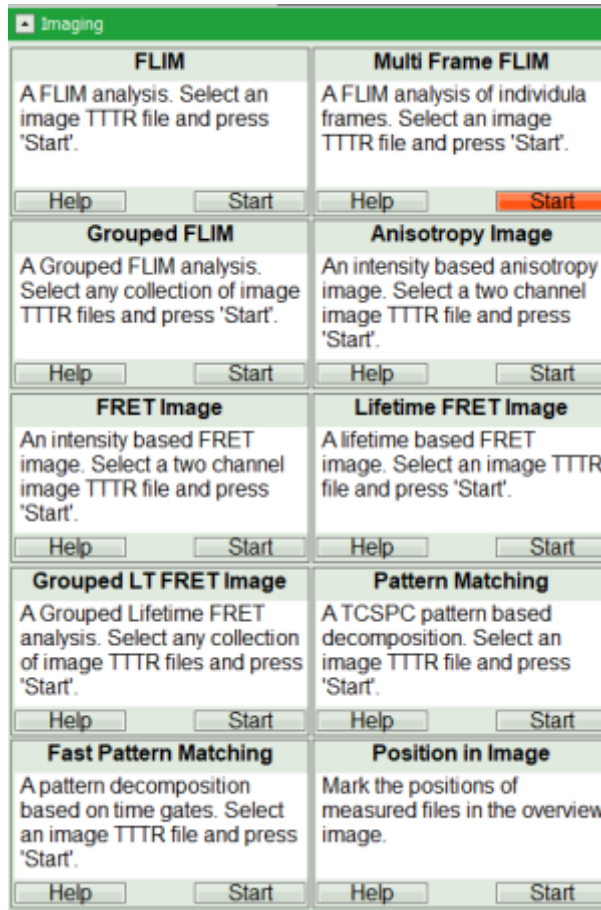 Imaging
FLIM
A FLIM analysis. Select an
image TTTR file and press
'Start'.
Help Start
Multi Frame FLIM
A FLIM analysis of individula
frames. Select an image
TTTR file and press 'Start'.
Help Start
Grouped FLIM
A Grouped FLIM analysis.
Select any collection of image
TTTR files and press 'Start'.
Help Start
Anisotropy Image
An intensity based anisotropy
image. Select a two channel
image TTTR file and press
'Start'.
Help Start
FRET Image
An intensity based FRET
image. Select a two channel
image TTTR file and press
'Start'.
Help Start
Lifetime FRET Image
A lifetime based FRET
image. Select an image TTTR
file and press 'Start'.
Help Start
Grouped LT FRET Image
A Grouped Lifetime FRET
analysis. Select any collection
of image TTTR files and press
'Start'.
Help Start
Pattern Matching
A TCSPC pattern based
decomposition. Select an
image TTTR file and press
'Start'.
Help Start
Fast Pattern Matching
A pattern decomposition
based on time gates. Select
an image TTTR file and press
'Start'.
Help Start
Position in Image
Mark the positions of
measured files in the overview
image.
Help Start